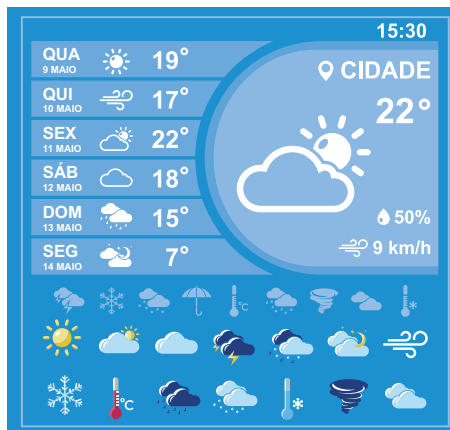 15:30
QUA 19°
9 MAIO
QUI 17°
10 MAIO
SEX 22°
11 MAIO
SÁB 18°
12 MAIO
DOM 15°
13 MAIO
SEG 7°
14 MAIO
CIDADE
22°
50%
9 km/h
°C
°C